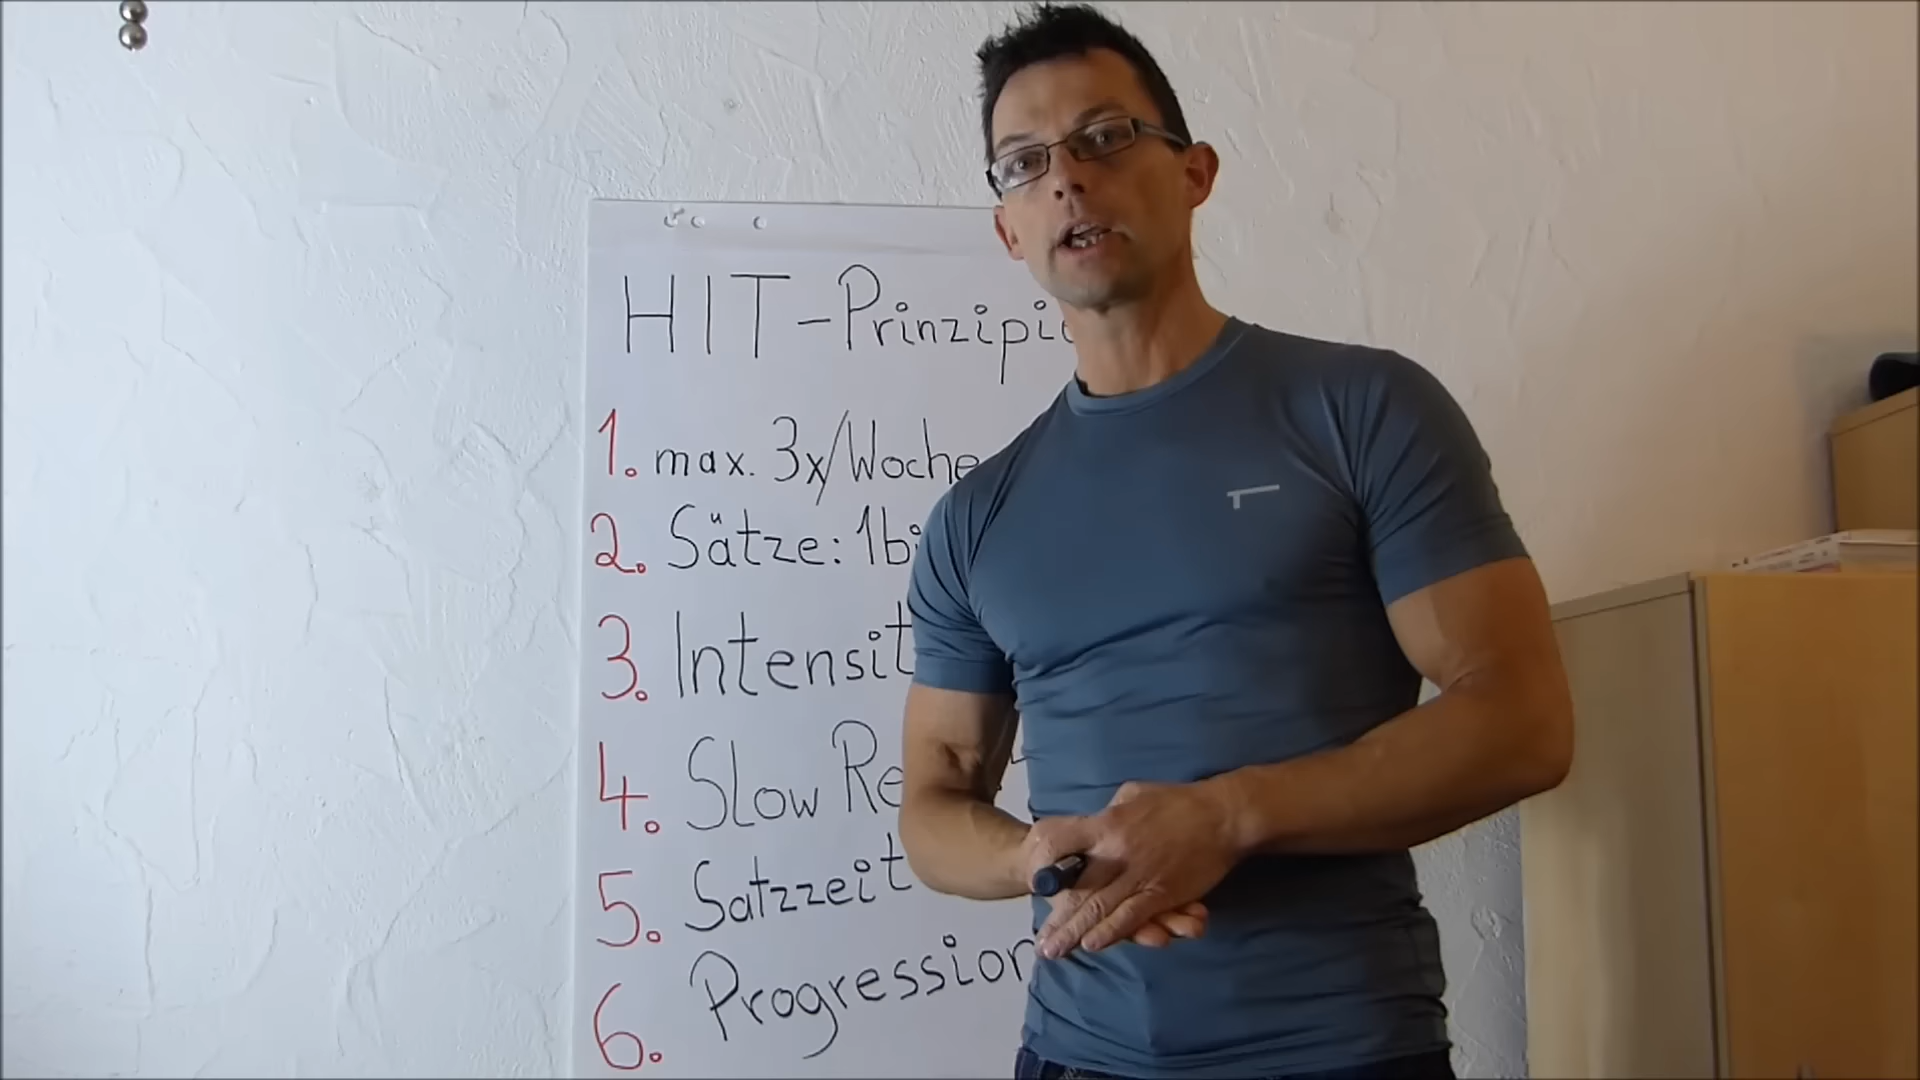 HIT-Prinzipi
1. max. 3x/Woche
2. Sätze: 1bi
3. Intensit
4. Slow Re
5. Satzzeit
6. Progression